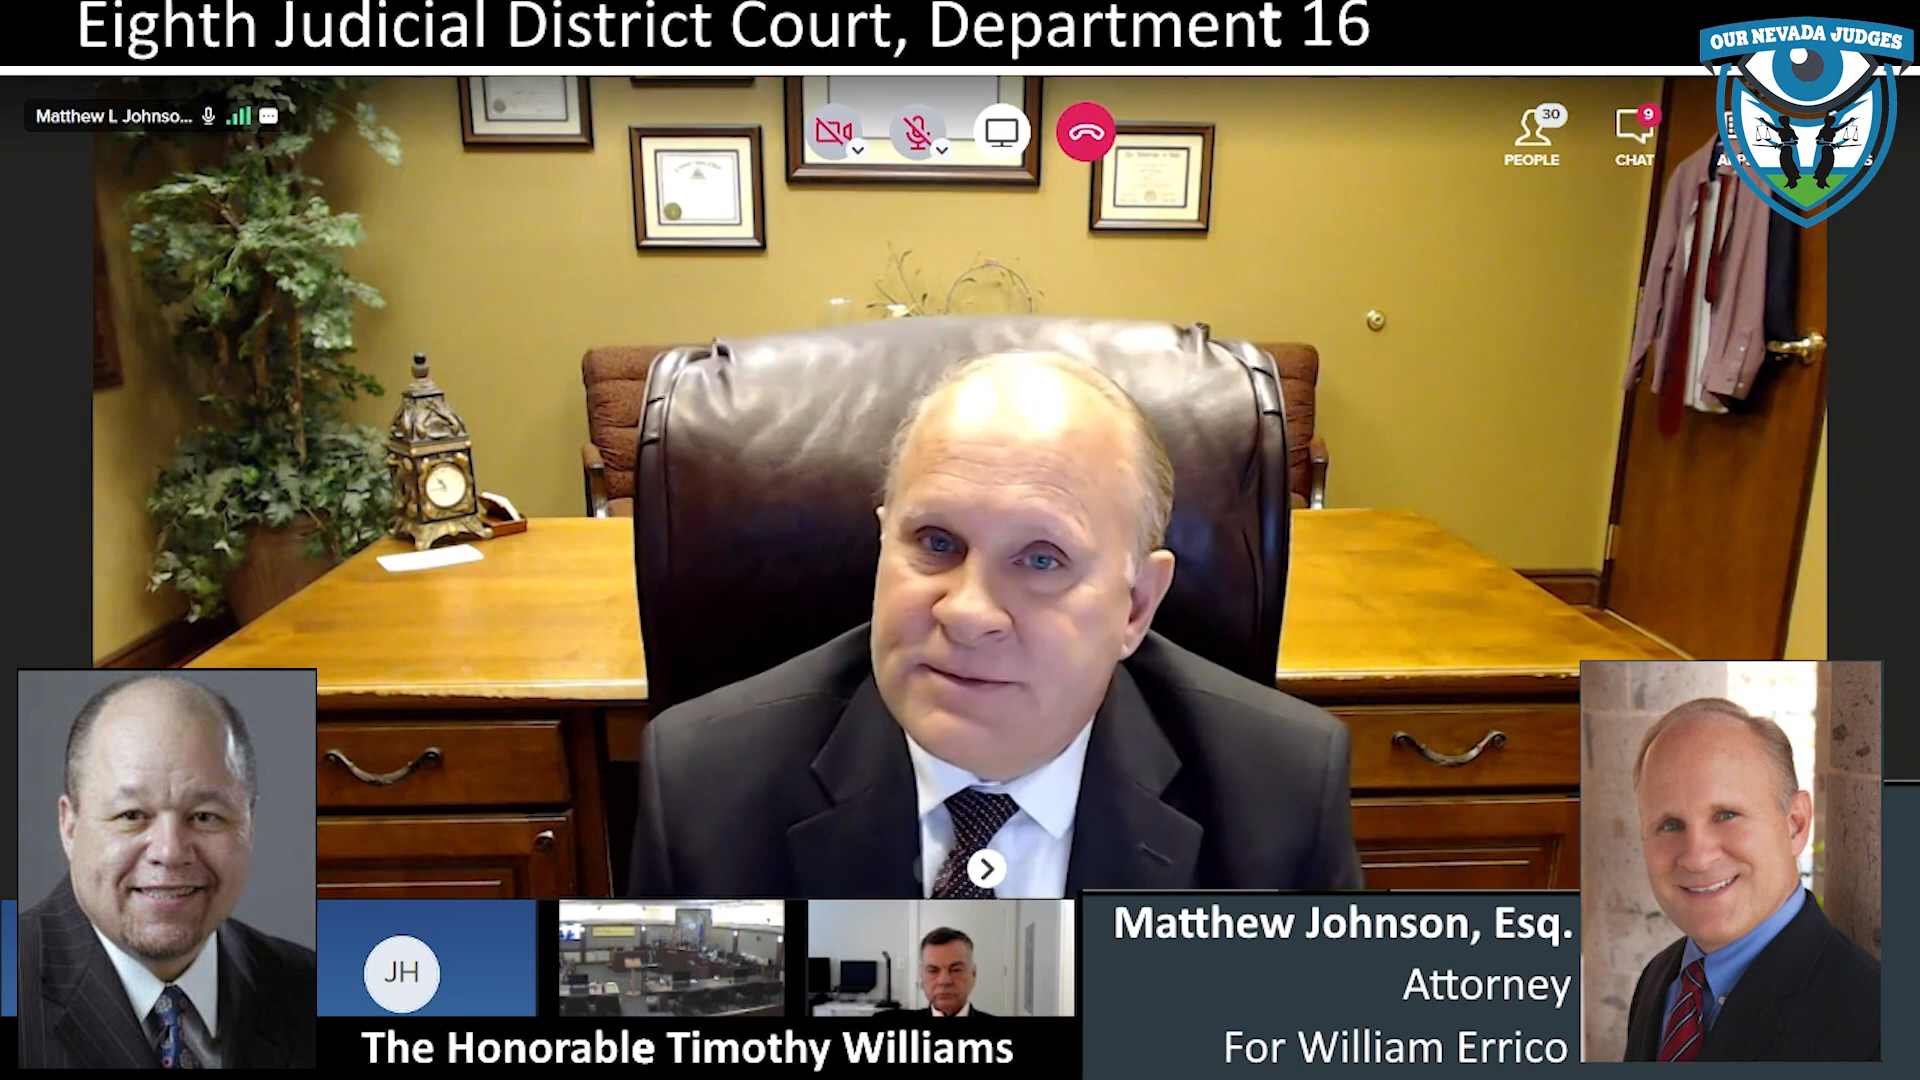 Eighth Judicial District Court, Department 16
OUR NEVADA JUDGES
Matthew L Johnso...
30
PEOPLE
9
CHAT
JH
The Honorable Timothy Williams
Matthew Johnson, Esq.
Attorney
For William Errico